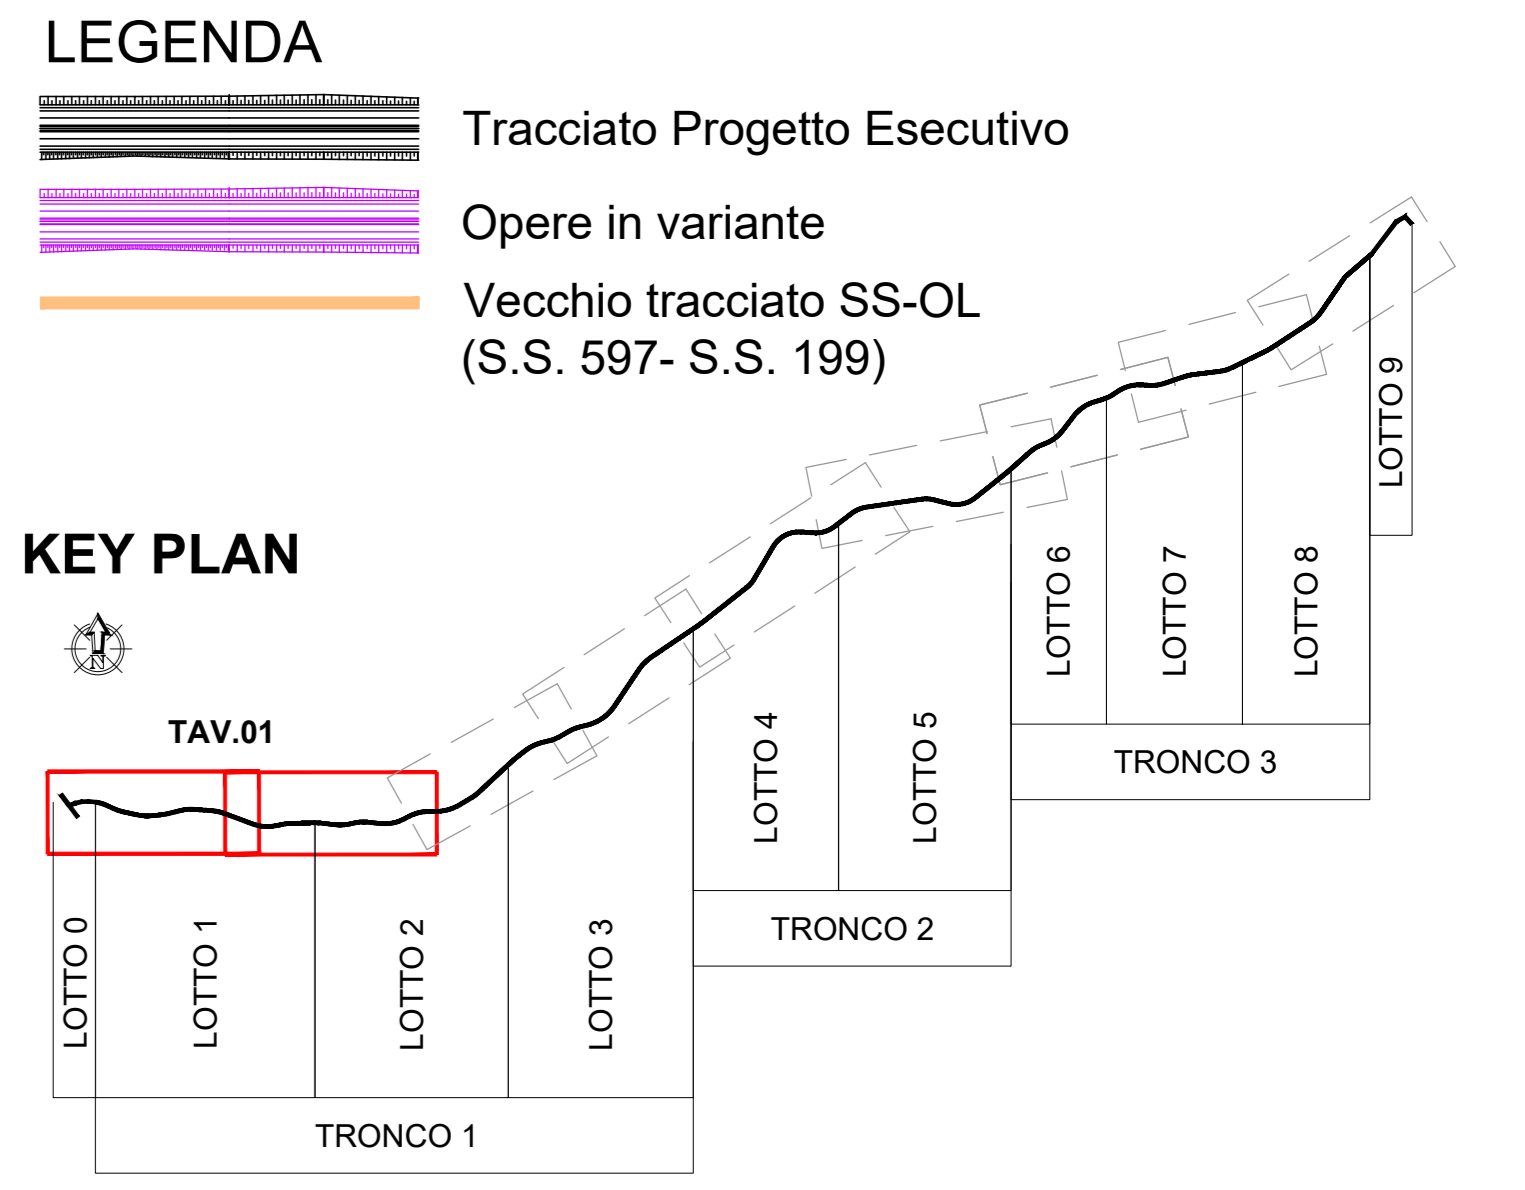 LEGENDA
Tracciato Progetto Esecutivo
Opere in variante
Vecchio tracciato SS-OL
(S.S. 597- S.S. 199)
KEY PLAN
N
TAV.01
LOTTO 0
LOTTO 1
LOTTO 2
LOTTO 3
TRONCO 1
LOTTO 4
LOTTO 5
TRONCO 2
LOTTO 6
LOTTO 7
LOTTO 8
TRONCO 3
LOTTO 9